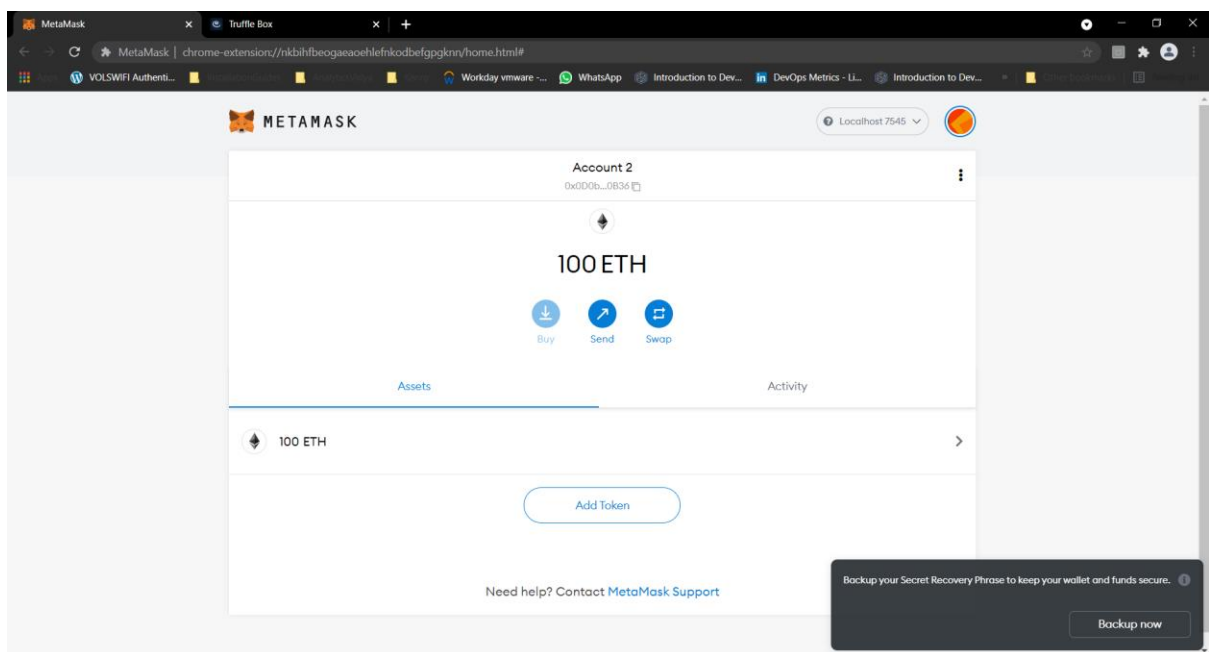 MetaMask Truffle Box
MetaMask | chrome-extension://nkbihfbeogaeaoehlefnkodbefgpgknn/home.html#
Apps VOLSWIFI Authenti... Workday vmware -... WhatsApp Introduction to Dev... DevOps Metrics - Li... Introduction to Dev... » Other bookmarks
METAMASK
Localhost 7545
Account 2
0x0D0b...0B36
100 ETH
Buy Send Swap
Assets Activity
100 ETH
Add Token
Need help? Contact MetaMask Support
Backup your Secret Recovery Phrase to keep your wallet and funds secure.
Backup now